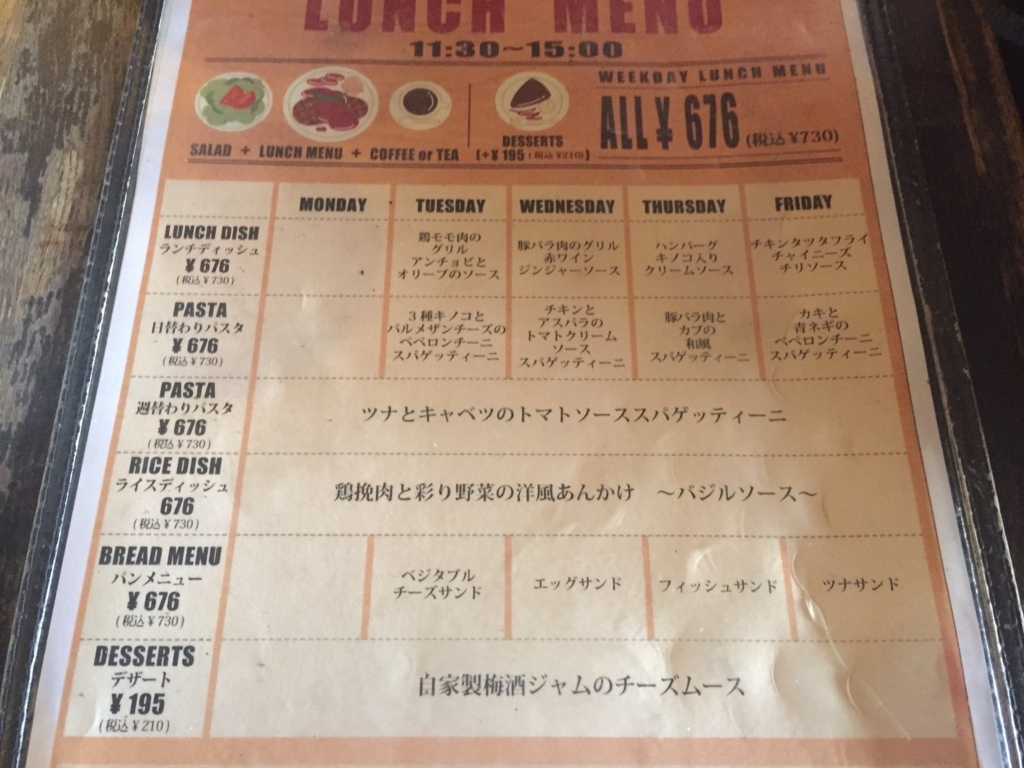 LUNCH MENU
11:30~15:00
WEEKDAY LUNCH MENU
ALL ¥ 676 (税込 ¥730)
SALAD + LUNCH MENU + COFFEE or TEA
DESSERTS
(+¥ 195 (税込 ¥210))
MONDAY TUESDAY WEDNESDAY THURSDAY FRIDAY
LUNCH DISH
ランチディッシュ
¥ 676
(税込 ¥ 730)
鶏モモ肉の
グリル
アンチョビと
オリーブのソース
豚バラ肉のグリル
赤ワイン
ジンジャーソース
ハンバーグ
キノコ入り
クリームソース
チキンタツタフライ
チャイニーズ
チリソース
PASTA
日替わりパスタ
¥ 676
(税込 ¥ 730)
3種キノコと
パルメザンチーズの
ペペロンチーニ
スパゲッティーニ
チキンと
アスパラの
トマトクリーム
ソース
スパゲッティーニ
豚バラ肉と
カブの
和風
スパゲッティーニ
カキと
青ネギの
ペペロンチーニ
スパゲッティーニ
PASTA
週替わりパスタ
¥ 676
(税込 ¥ 730)
ツナとキャベツのトマトソーススパゲッティーニ
RICE DISH
ライスディッシュ
676
(税込 ¥ 730)
鶏挽肉と彩り野菜の洋風あんかけ ～バジルソース～
BREAD MENU
パンメニュー
¥ 676
(税込 ¥ 730)
ベジタブル
チーズサンド
エッグサンド
フィッシュサンド
ツナサンド
DESSERTS
デザート
¥ 195
(税込 ¥ 210)
自家製梅酒ジャムのチーズムース